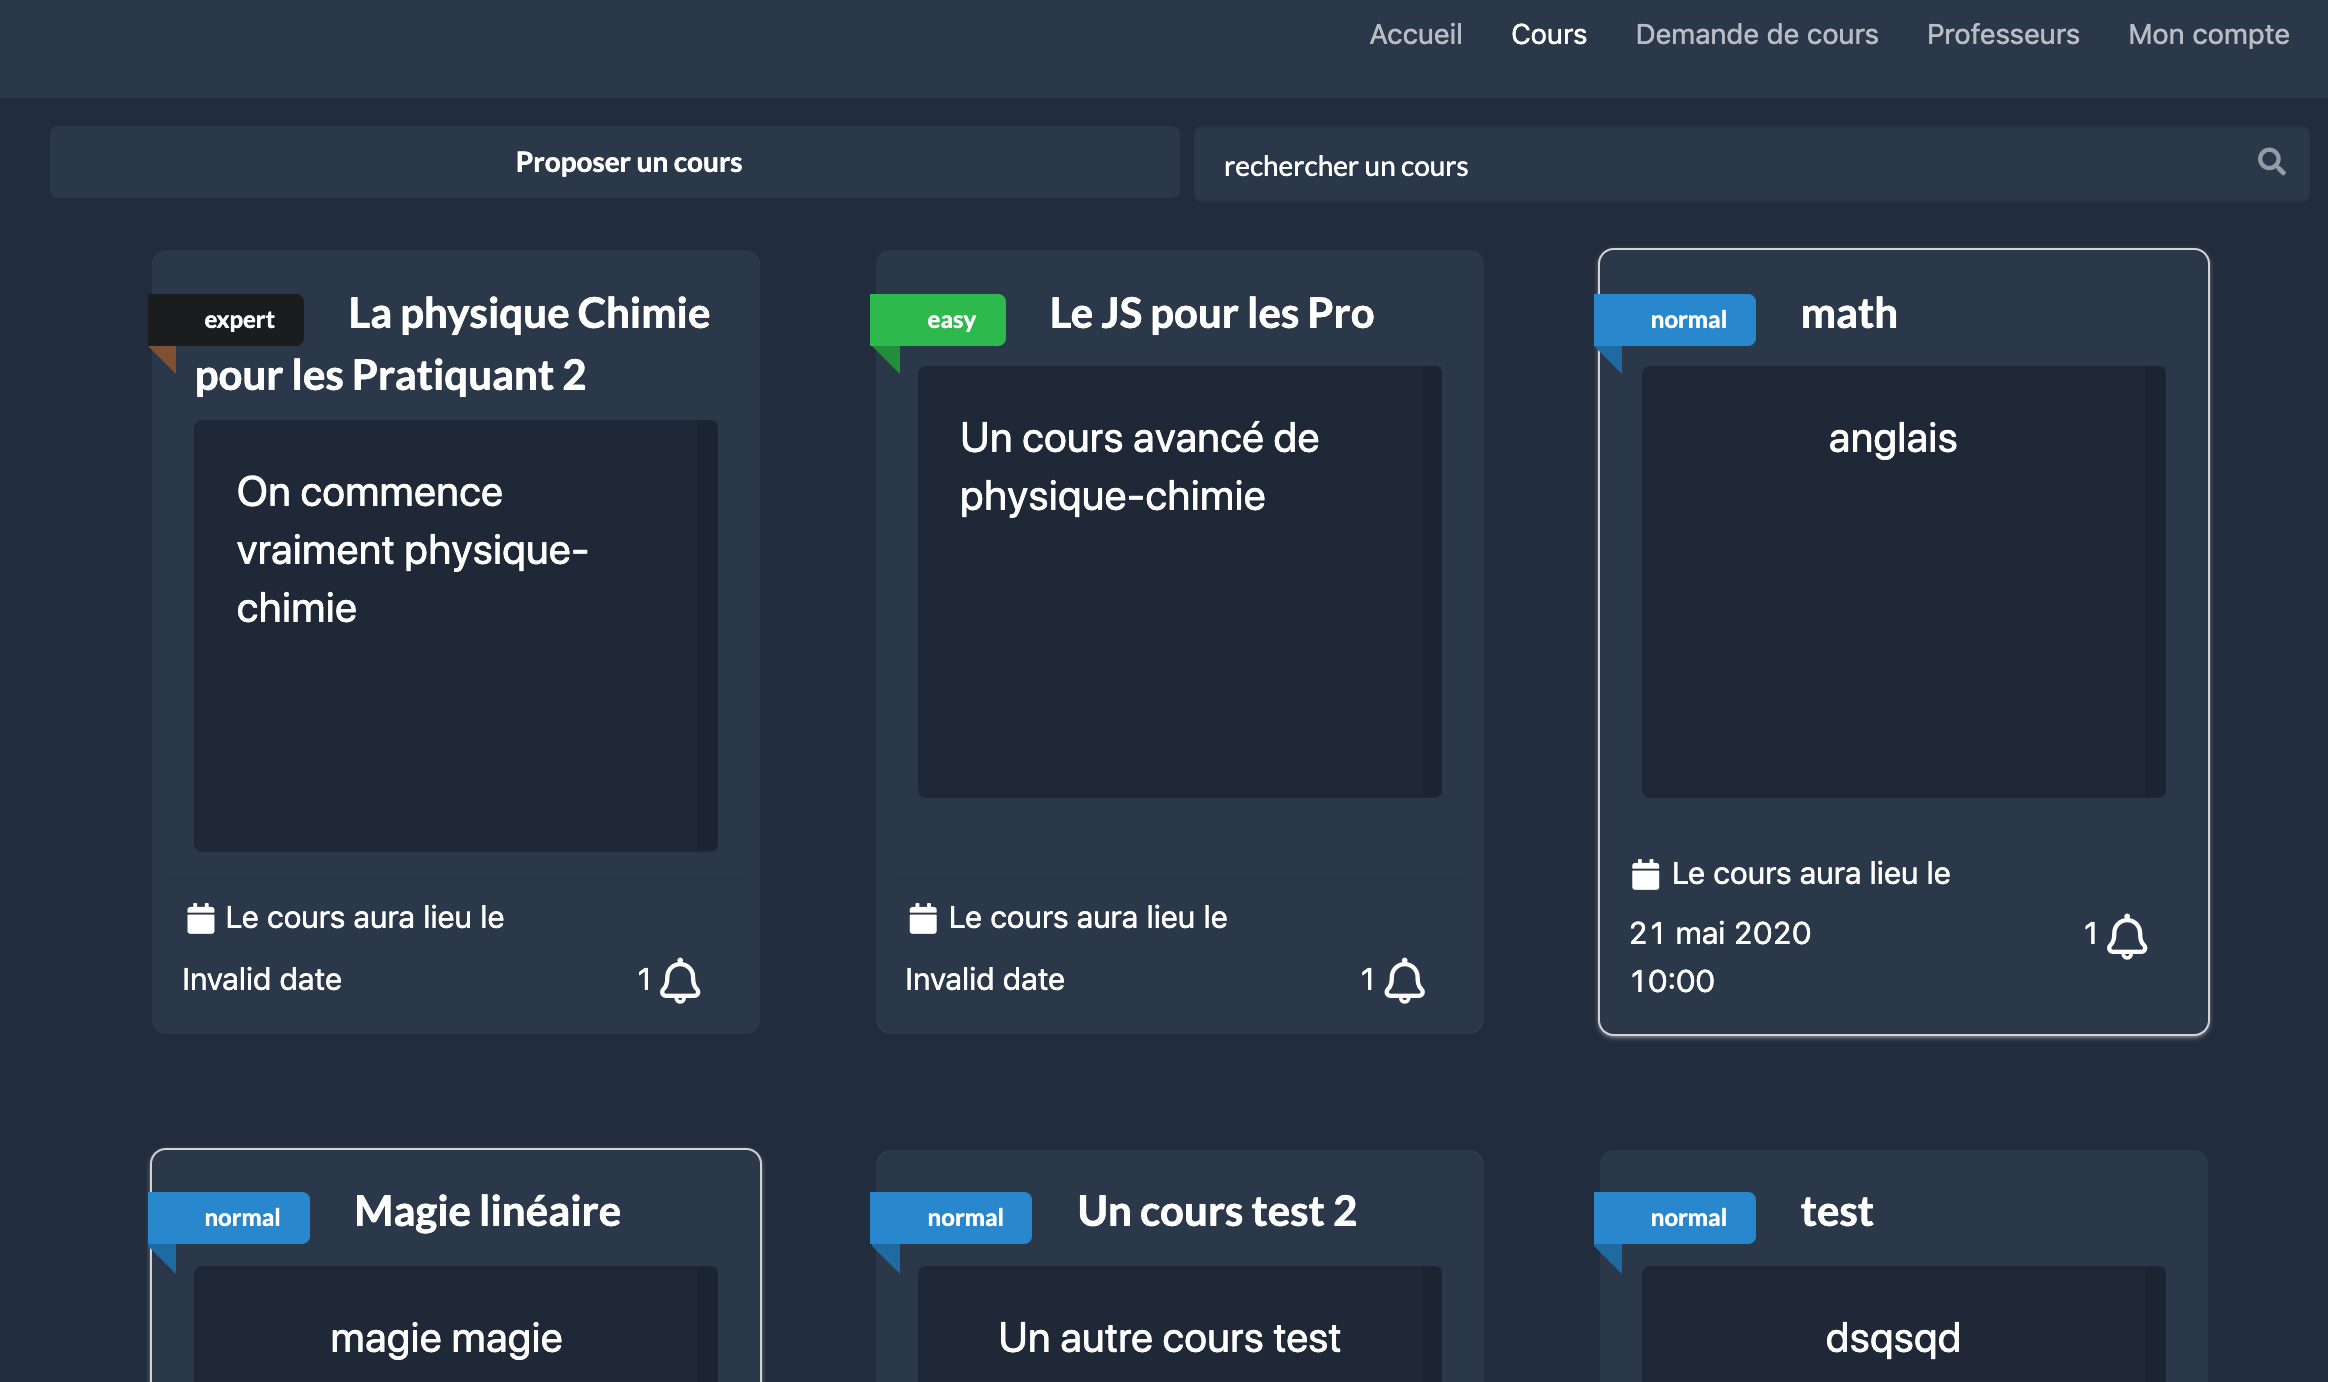 Accueil Cours Demande de cours Professeurs Mon compte
Proposer un cours
rechercher un cours
expert La physique Chimie
pour les Pratiquant 2
On commence
vraiment physique-
chimie
Le cours aura lieu le
Invalid date 1
easy Le JS pour les Pro
Un cours avancé de
physique-chimie
Le cours aura lieu le
Invalid date 1
normal math
anglais
Le cours aura lieu le
21 mai 2020 1
10:00
normal Magie linéaire
magie magie
normal Un cours test 2
Un autre cours test
normal test
dsqsqd